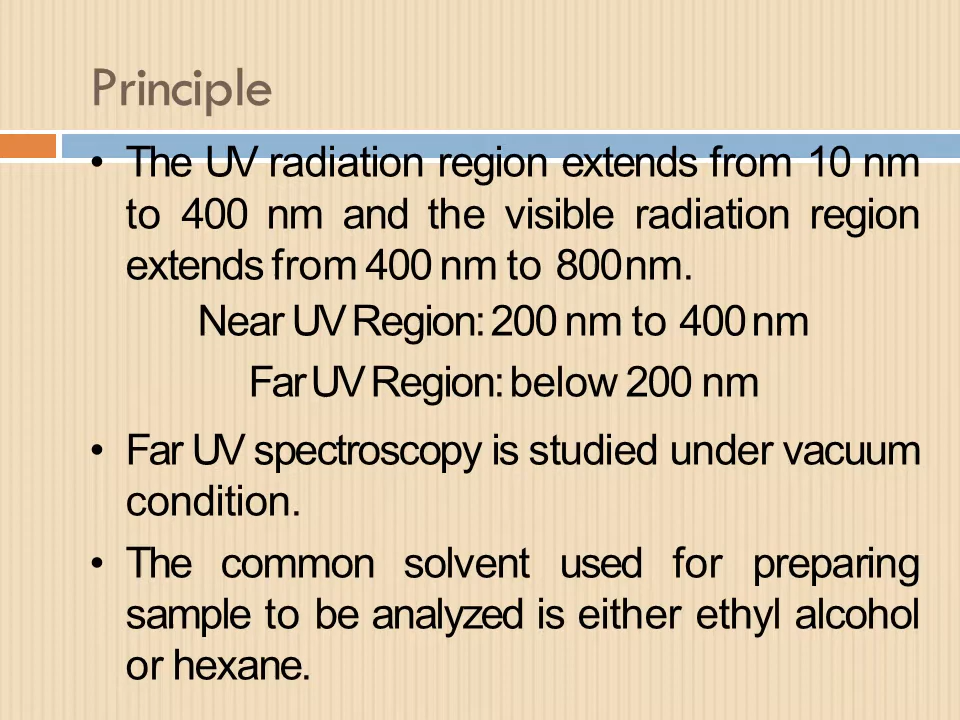 Principle
• The UV radiation region extends from 10 nm
to 400 nm and the visible radiation region
extends from 400 nm to 800nm.
Near UV Region: 200 nm to 400 nm
Far UV Region: below 200 nm
• Far UV spectroscopy is studied under vacuum
condition.
• The common solvent used for preparing
sample to be analyzed is either ethyl alcohol
or hexane.